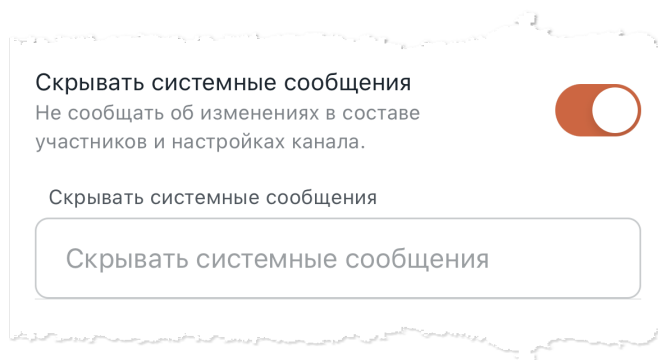 Скрывать системные сообщения
Не сообщать об изменениях в составе
участников и настройках канала.
Скрывать системные сообщения
Скрывать системные сообщения